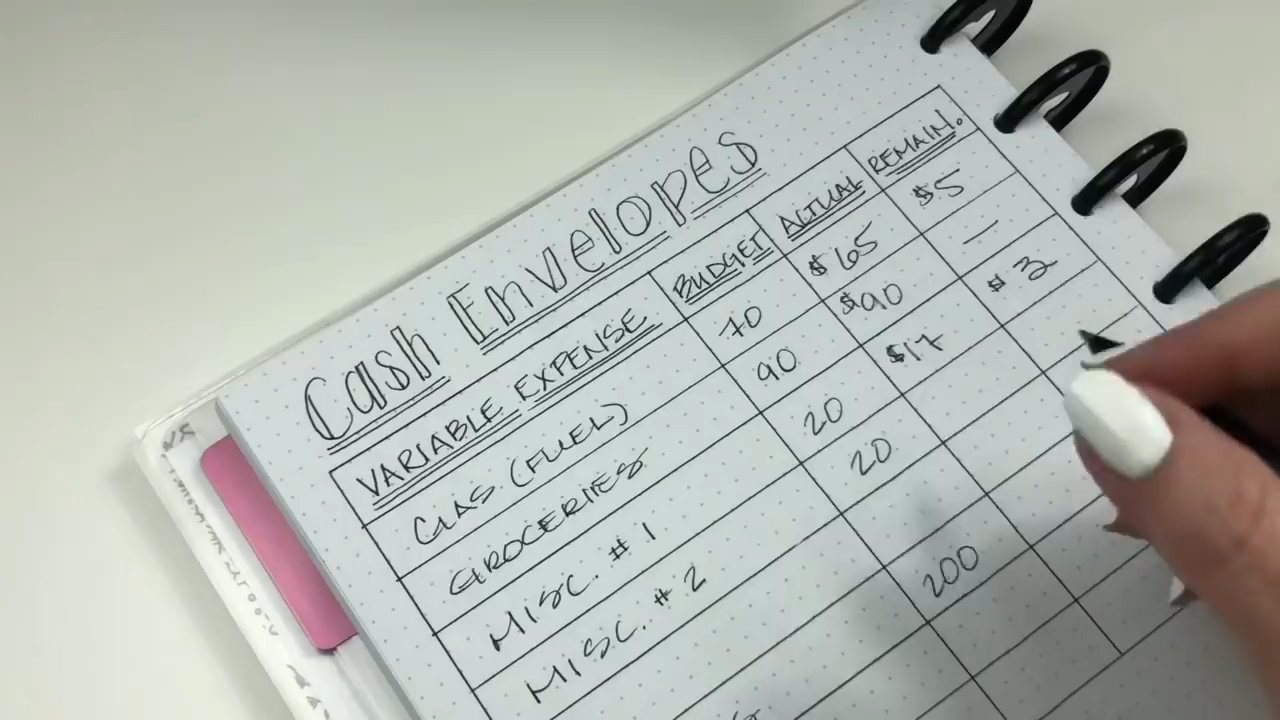 Cash Envelopes
VARIABLE EXPENSE BUDGET ACTUAL REMAIN.
GAS (FUEL) 70 $65 $5
GROCERIES 90 $90 —
MISC. #1 20 $17 $3
MISC. #2 20
200